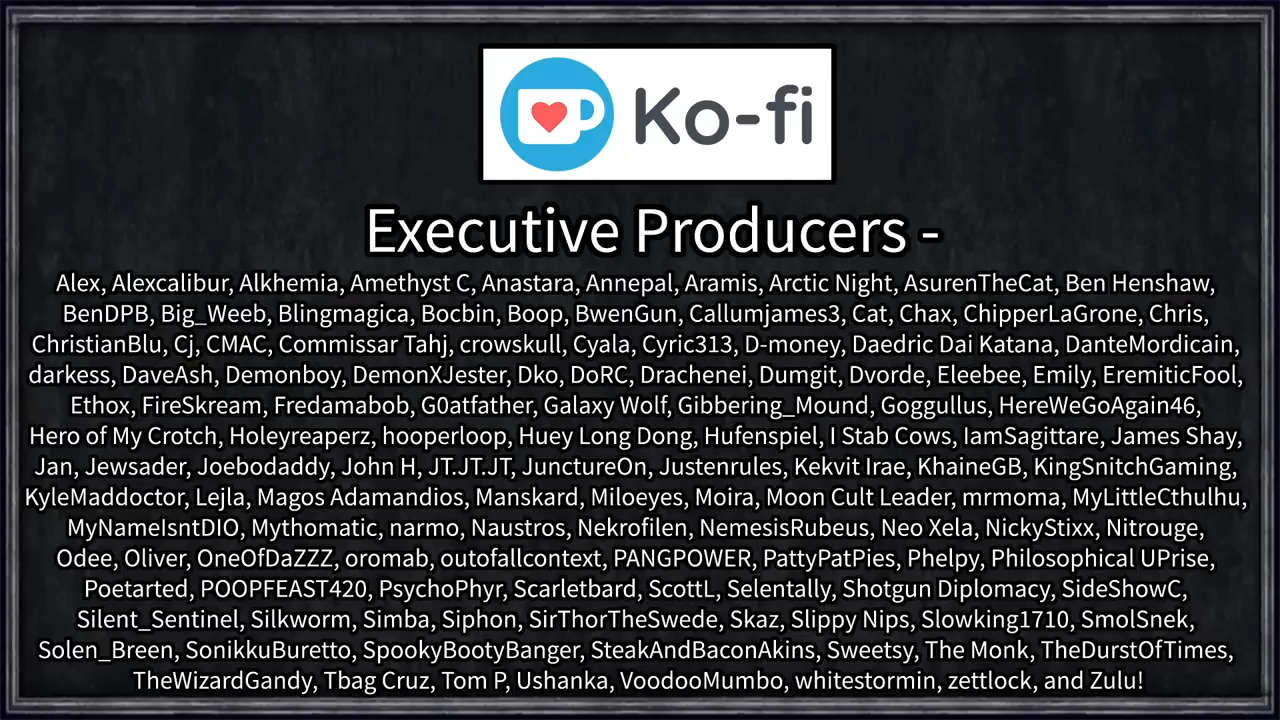 Ko-fi
Executive Producers -
Alex, Alexcalibur, Alkhemia, Amethyst C, Anastara, Annepal, Aramis, Arctic Night, AsurenTheCat, Ben Henshaw,
BenDPB, Big_Weeb, Blingmagica, Bocbin, Boop, BwenGun, Callumjames3, Cat, Chax, ChipperLaGrone, Chris,
ChristianBlu, Cj, CMAC, Commissar Tahj, crowskull, Cyala, Cyric313, D-money, Daedric Dai Katana, DanteMordicain,
darkess, DaveAsh, Demonboy, DemonXJester, Dko, DoRC, Drachenei, Dumgit, Dvorde, Eleebee, Emily, EremiticFool,
Ethox, FireSkream, Fredamabob, G0atfather, Galaxy Wolf, Gibbering_Mound, Goggullus, HereWeGoAgain46,
Hero of My Crotch, Holeyreaperz, hooperloop, Huey Long Dong, Hufenspiel, I Stab Cows, IamSagittare, James Shay,
Jan, Jewsader, Joebodaddy, John H, JT.JT.JT, JunctureOn, Justenrules, Kekvit Irae, KhaineGB, KingSnitchGaming,
KyleMaddoctor, Lejla, Magos Adamandios, Manskard, Miloeyes, Moira, Moon Cult Leader, mrmoma, MyLittleCthulhu,
MyNameIsntDIO, Mythomatic, narmo, Naustros, Nekrofilen, NemesisRubeus, Neo Xela, NickyStixx, Nitrouge,
Odee, Oliver, OneOfDaZZZ, oromab, outofallcontext, PANGPOWER, PattyPatPies, Phelpy, Philosophical UPrise,
Poetarted, POOPFEAST420, PsychoPhyr, Scarletbard, ScottL, Selentally, Shotgun Diplomacy, SideShowC,
Silent_Sentinel, Silkworm, Simba, Siphon, SirThorTheSwede, Skaz, Slippy Nips, Slowking1710, SmolSnek,
Solen_Breen, SonikkuBuretto, SpookyBootyBanger, SteakAndBaconAkins, Sweetsy, The Monk, TheDurstOfTimes,
TheWizardGandy, Tbag Cruz, Tom P, Ushanka, VoodooMumbo, whitestormin, zettlock, and Zulu!